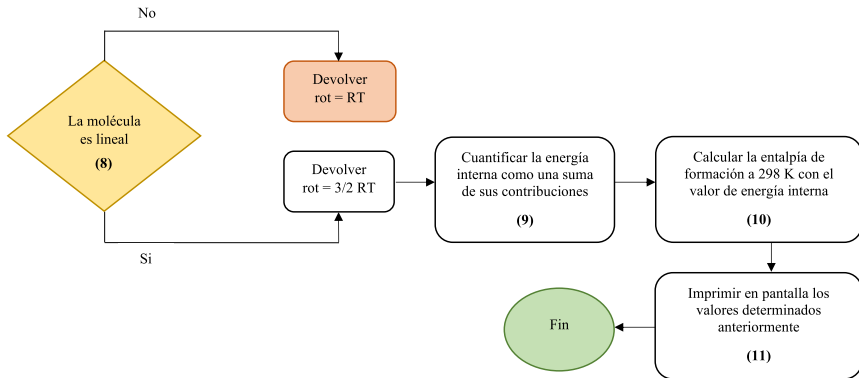 No
Devolver
rot = RT
La molécula
es lineal
(8)
Devolver
rot = 3/2 RT
Si
Cuantificar la energía
interna como una suma
de sus contribuciones
(9)
Calcular la entalpía de
formación a 298 K con el
valor de energía interna
(10)
Imprimir en pantalla los
valores determinados
anteriormente
(11)
Fin